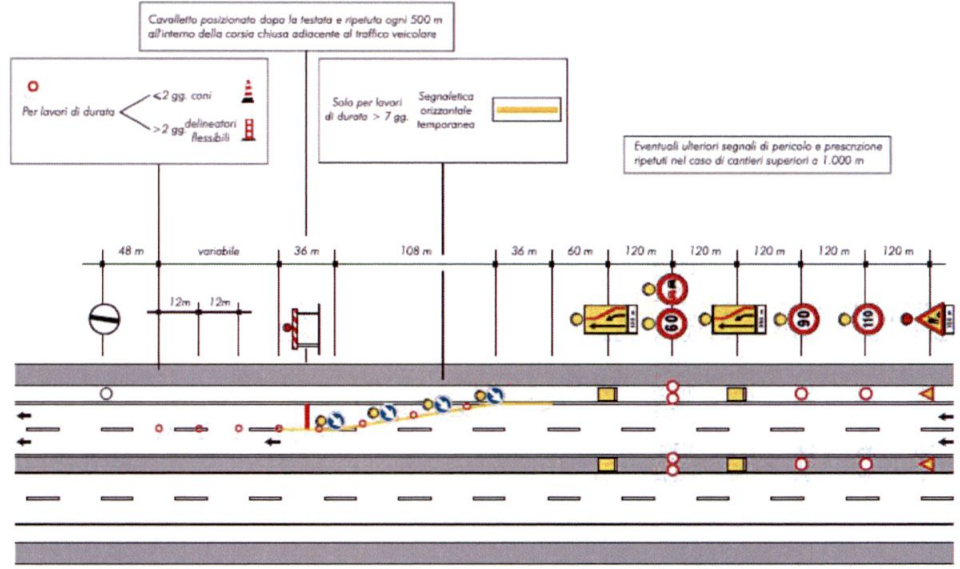 Cavalletto posizionato dopo la testata e ripetuto ogni 500 m
all'interno della corsia chiusa adiacente al traffico veicolare
Per lavori di durata
⩽2 gg. coni
>2 gg. delineatori
flessibili
Solo per lavori
di durata > 7 gg.
Segnaletica
orizzontale
temporanea
Eventuali ulteriori segnali di pericolo e prescrizione
ripetuti nel caso di cantieri superiori a 1.000 m
48 m variabile 36 m 108 m 36 m 60 m 120 m 120 m 120 m 120 m 120 m
12m 12m
60 90 110